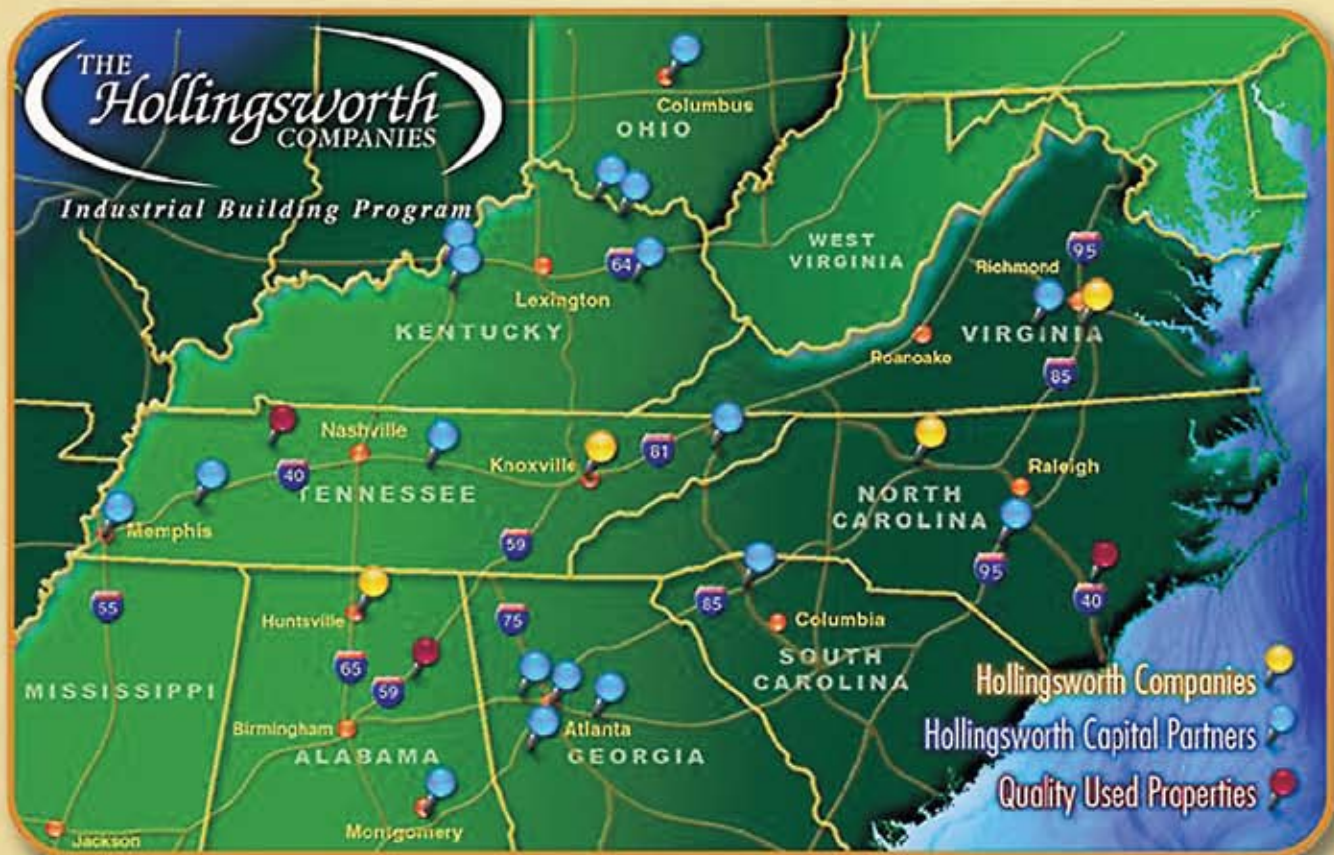 THE
Hollingsworth
COMPANIES
Industrial Building Program
Columbus
OHIO
WEST
VIRGINIA
95
Richmond
64
Lexington
KENTUCKY
VIRGINIA
Roanoake
85
Nashville
Knoxville
81
40
TENNESSEE
Raleigh
NORTH
CAROLINA
Memphis
59
95
40
55
Huntsville
75
85
Columbia
65
59
SOUTH
CAROLINA
MISSISSIPPI
Birmingham
ALABAMA
Atlanta
GEORGIA
Montgomery
Jackson
Hollingsworth Companies
Hollingsworth Capital Partners
Quality Used Properties